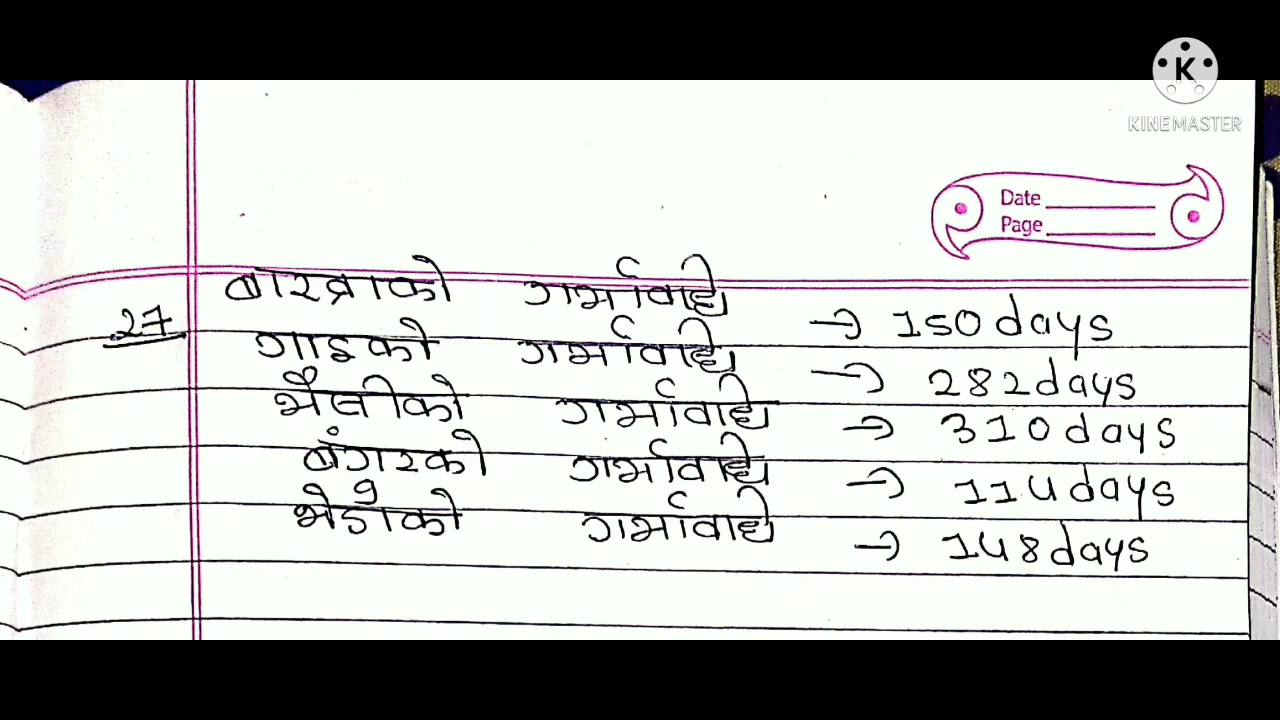 K
KINEMASTER
Date
Page
बाख्राको गर्भावधि → 150 days
27
गाइको गर्भावधि → 282 days
भैंसीको गर्भावधि → 310 days
बंगुरको गर्भावधि → 114 days
भेडाको गर्भावधि → 148 days